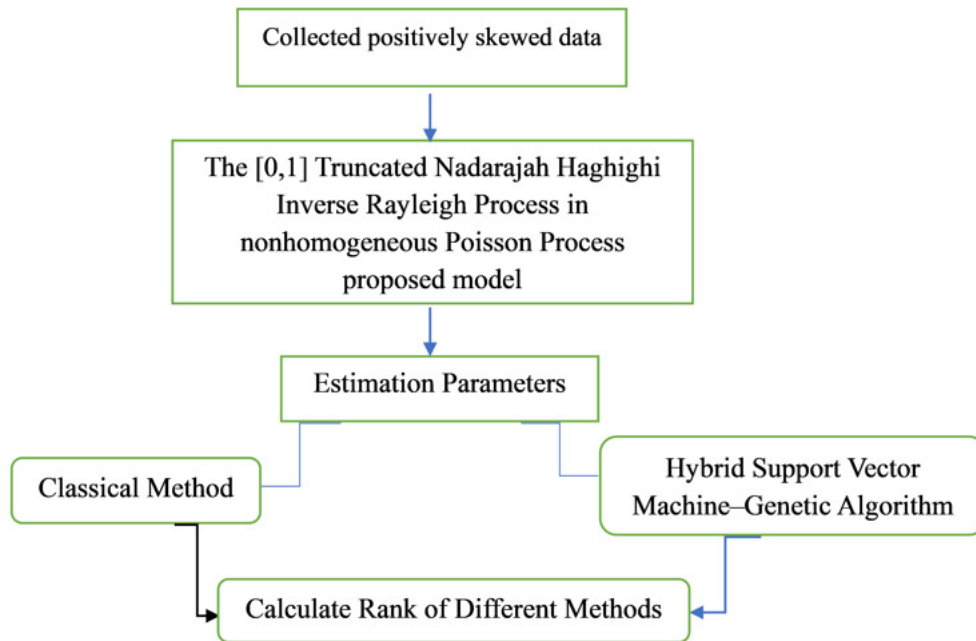 Collected positively skewed data
The [0,1] Truncated Nadarajah Haghighi
Inverse Rayleigh Process in
nonhomogeneous Poisson Process
proposed model
Estimation Parameters
Classical Method
Hybrid Support Vector
Machine–Genetic Algorithm
Calculate Rank of Different Methods